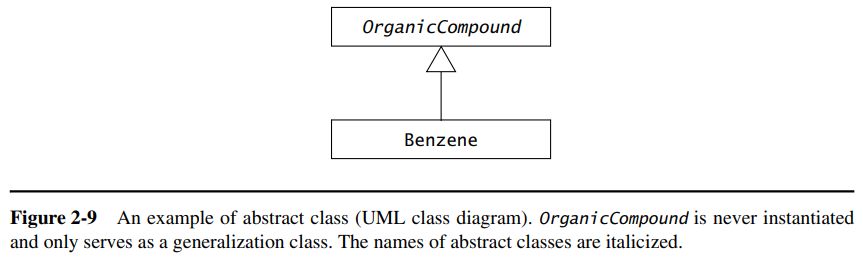 OrganicCompound
Benzene
Figure 2-9 An example of abstract class (UML class diagram). OrganicCompound is never instantiated
and only serves as a generalization class. The names of abstract classes are italicized.